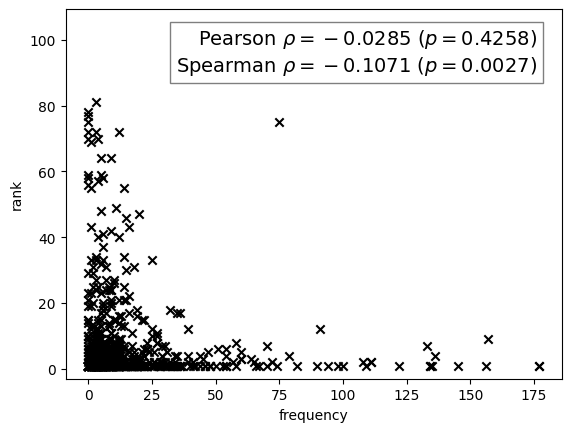 Pearson ρ = −0.0285 (p = 0.4258)
Spearman ρ = −0.1071 (p = 0.0027)
100
80
60
40
20
0
rank
0 25 50 75 100 125 150 175
frequency